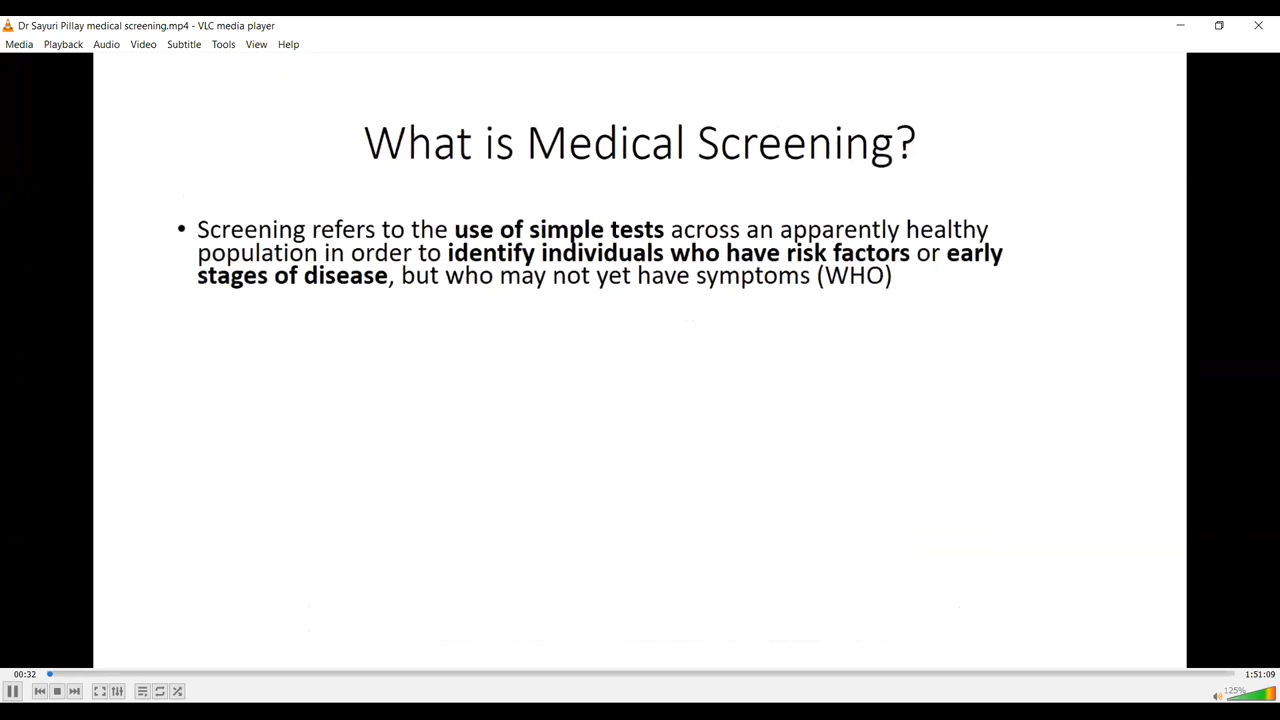 Dr Sayuri Pillay medical screening.mp4 - VLC media player
Media Playback Audio Video Subtitle Tools View Help
What is Medical Screening?
• Screening refers to the use of simple tests across an apparently healthy
population in order to identify individuals who have risk factors or early
stages of disease, but who may not yet have symptoms (WHO)
00:32 1:51:09
125%